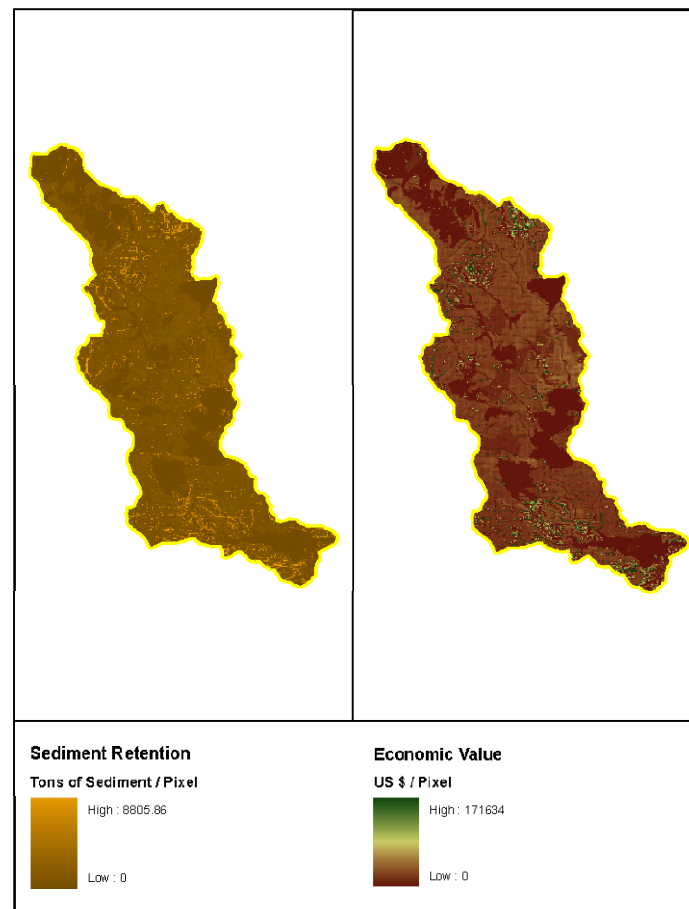 Sediment Retention
Tons of Sediment / Pixel
High : 8805.86
Low : 0
Economic Value
US $ / Pixel
High : 171634
Low : 0